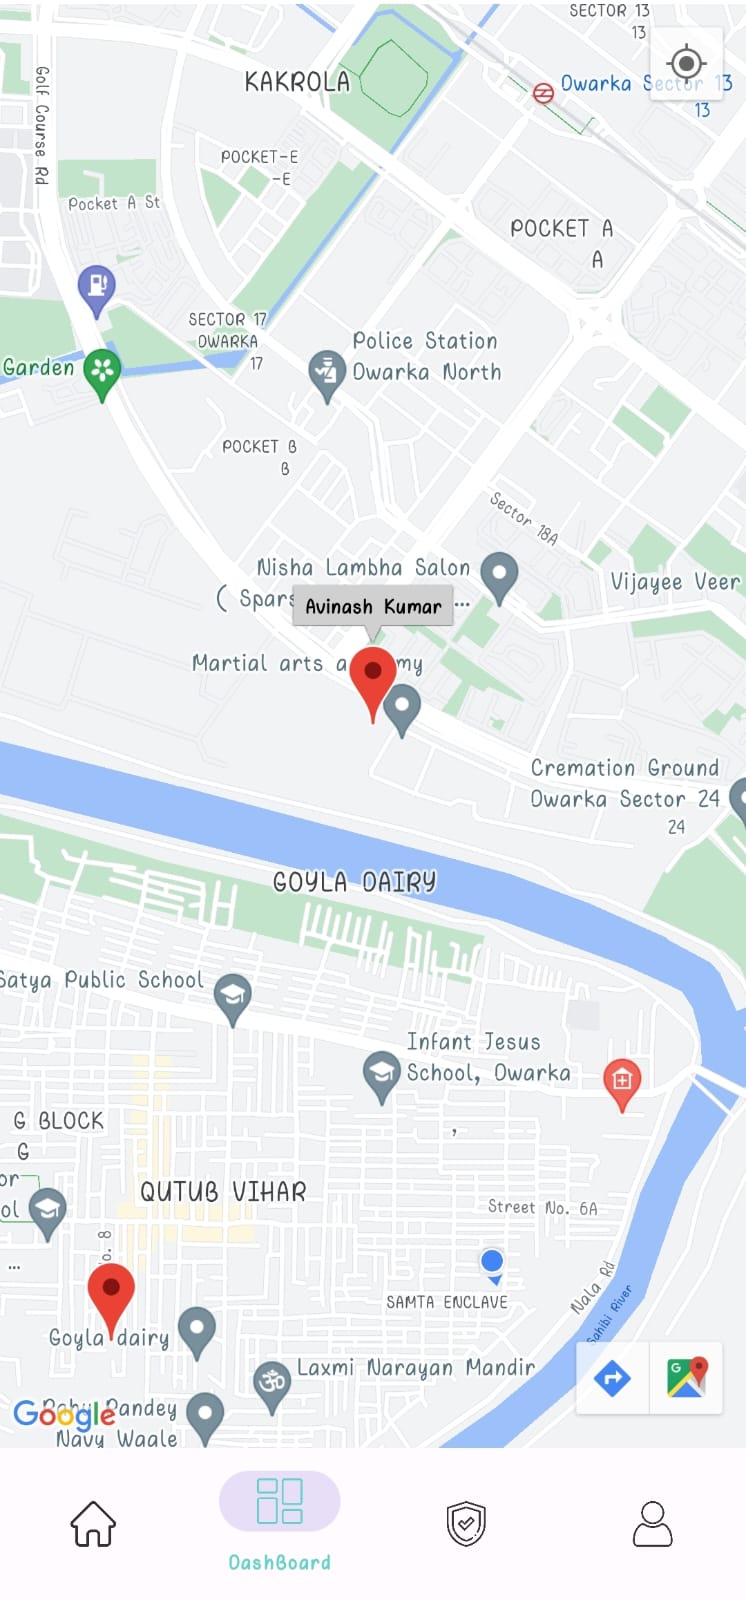 SECTOR 13
13
KAKROLA
Dwarka Sector 13
13
Golf Course Rd
POCKET-E
-E
Pocket A St
POCKET A
A
SECTOR 17
DWARKA
17
Police Station
Dwarka North
Garden
POCKET B
B
Sector 18A
Nisha Lambha Salon
( Spars
...
Vijayee Veer
Avinash Kumar
Martial arts a
my
Cremation Ground
Dwarka Sector 24
24
GOYLA DAIRY
Satya Public School
Infant Jesus
School, Owarka
,
G BLOCK
G
or
ol
...
QUTUB VIHAR
Street No. 6A
o. 8
SAMTA ENCLAVE
Nala Rd
Sahibi River
Goyla dairy
Laxmi Narayan Mandir
Google
Pandey
Navy Waale
DashBoard